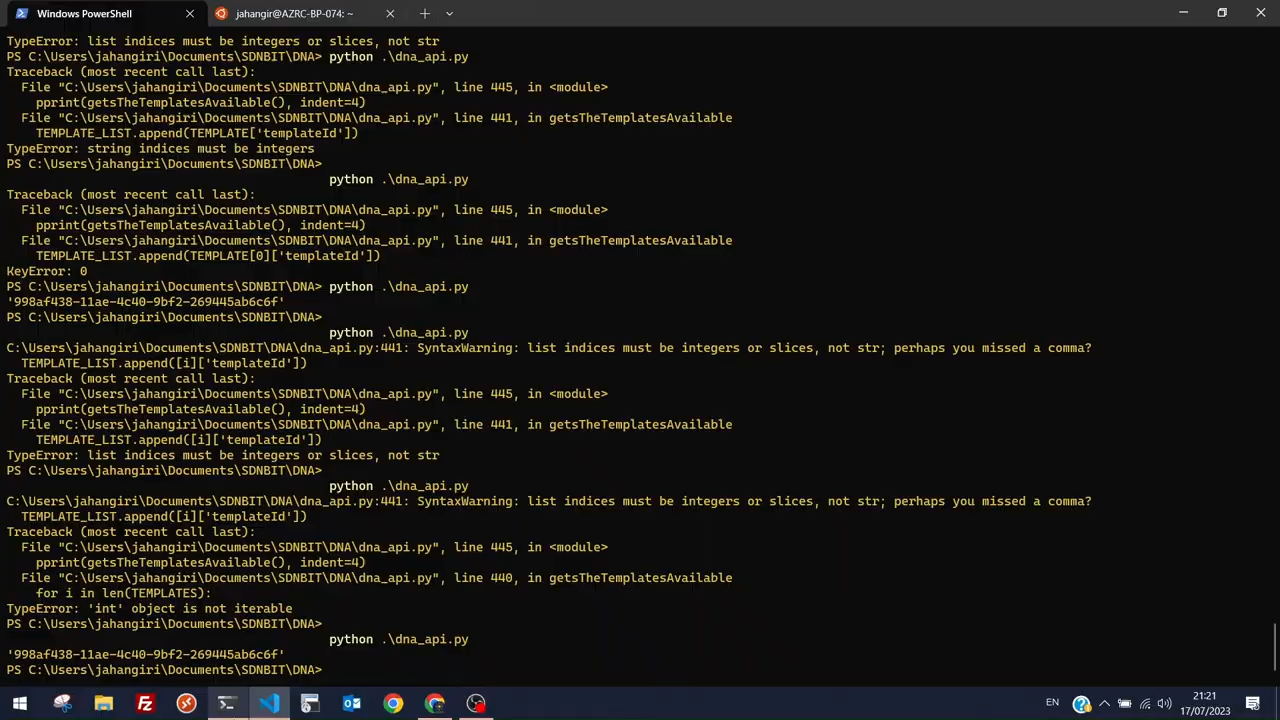 Windows PowerShell
jahangir@AZRC-BP-074: ~
TypeError: list indices must be integers or slices, not str
PS C:\Users\jahangiri\Documents\SDNBIT\DNA> python .\dna_api.py
Traceback (most recent call last):
  File "C:\Users\jahangiri\Documents\SDNBIT\DNA\dna_api.py", line 445, in <module>
    pprint(getsTheTemplatesAvailable(), indent=4)
  File "C:\Users\jahangiri\Documents\SDNBIT\DNA\dna_api.py", line 441, in getsTheTemplatesAvailable
    TEMPLATE_LIST.append(TEMPLATE['templateId'])
TypeError: string indices must be integers
PS C:\Users\jahangiri\Documents\SDNBIT\DNA>
python .\dna_api.py
Traceback (most recent call last):
  File "C:\Users\jahangiri\Documents\SDNBIT\DNA\dna_api.py", line 445, in <module>
    pprint(getsTheTemplatesAvailable(), indent=4)
  File "C:\Users\jahangiri\Documents\SDNBIT\DNA\dna_api.py", line 441, in getsTheTemplatesAvailable
    TEMPLATE_LIST.append(TEMPLATE[0]['templateId'])
KeyError: 0
PS C:\Users\jahangiri\Documents\SDNBIT\DNA> python .\dna_api.py
'998af438-11ae-4c40-9bf2-269445ab6c6f'
PS C:\Users\jahangiri\Documents\SDNBIT\DNA>
python .\dna_api.py
C:\Users\jahangiri\Documents\SDNBIT\DNA\dna_api.py:441: SyntaxWarning: list indices must be integers or slices, not str; perhaps you missed a comma?
  TEMPLATE_LIST.append([i]['templateId'])
Traceback (most recent call last):
  File "C:\Users\jahangiri\Documents\SDNBIT\DNA\dna_api.py", line 445, in <module>
    pprint(getsTheTemplatesAvailable(), indent=4)
  File "C:\Users\jahangiri\Documents\SDNBIT\DNA\dna_api.py", line 441, in getsTheTemplatesAvailable
    TEMPLATE_LIST.append([i]['templateId'])
TypeError: list indices must be integers or slices, not str
PS C:\Users\jahangiri\Documents\SDNBIT\DNA>
python .\dna_api.py
C:\Users\jahangiri\Documents\SDNBIT\DNA\dna_api.py:441: SyntaxWarning: list indices must be integers or slices, not str; perhaps you missed a comma?
  TEMPLATE_LIST.append([i]['templateId'])
Traceback (most recent call last):
  File "C:\Users\jahangiri\Documents\SDNBIT\DNA\dna_api.py", line 445, in <module>
    pprint(getsTheTemplatesAvailable(), indent=4)
  File "C:\Users\jahangiri\Documents\SDNBIT\DNA\dna_api.py", line 440, in getsTheTemplatesAvailable
    for i in len(TEMPLATES):
TypeError: 'int' object is not iterable
PS C:\Users\jahangiri\Documents\SDNBIT\DNA>
python .\dna_api.py
'998af438-11ae-4c40-9bf2-269445ab6c6f'
PS C:\Users\jahangiri\Documents\SDNBIT\DNA>
EN
21:21
17/07/2023